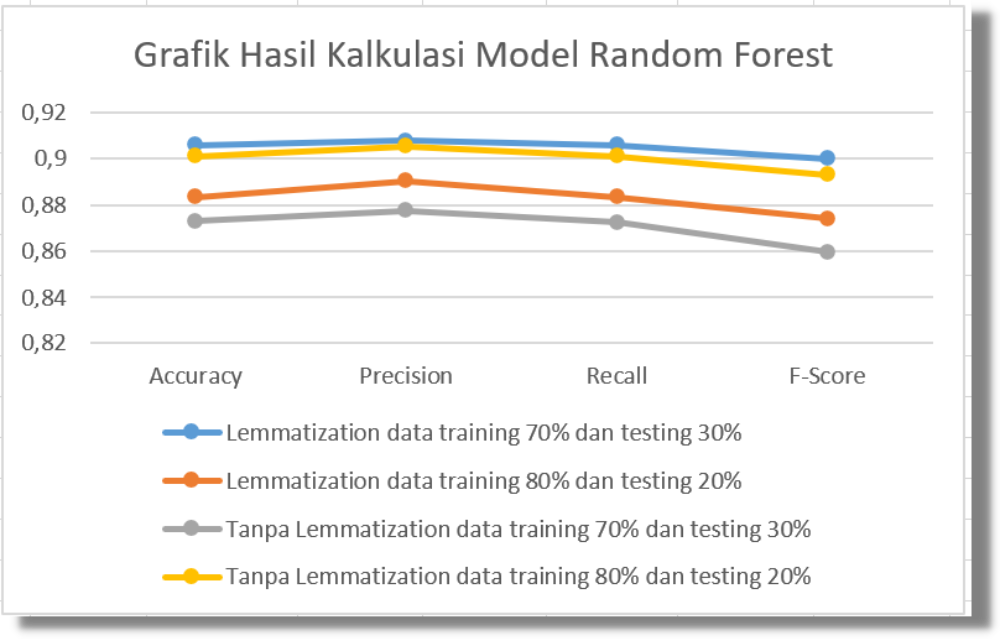 Grafik Hasil Kalkulasi Model Random Forest
0,92
0,9
0,88
0,86
0,84
0,82
Accuracy Precision Recall F-Score
Lemmatization data training 70% dan testing 30%
Lemmatization data training 80% dan testing 20%
Tanpa Lemmatization data training 70% dan testing 30%
Tanpa Lemmatization data training 80% dan testing 20%